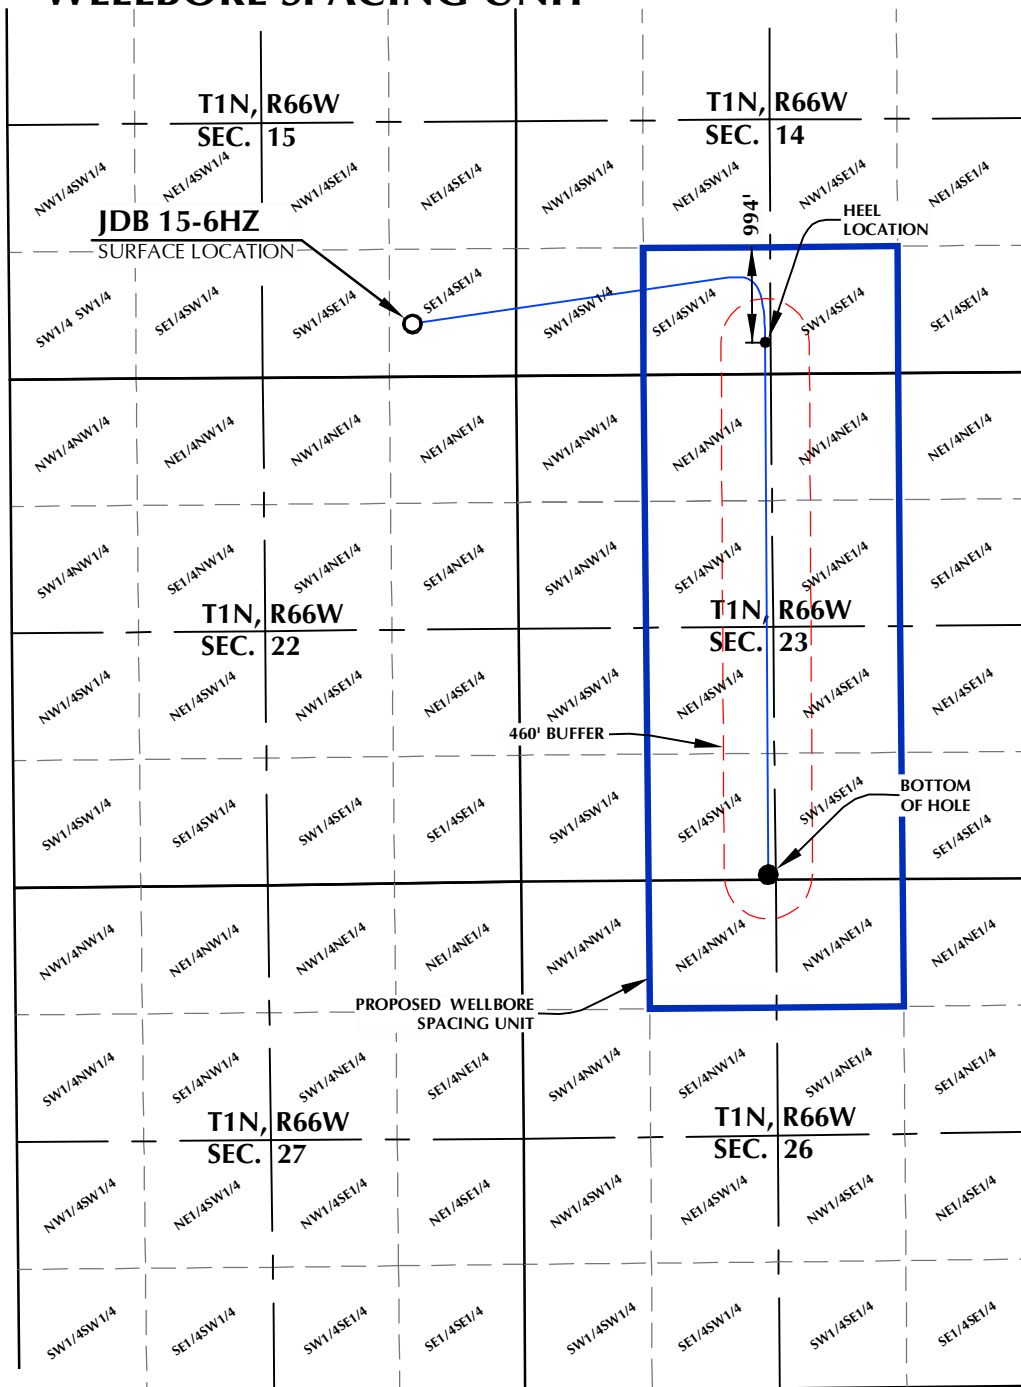 WELLBORE SPACING UNIT
T1N, R66W
SEC. 15
T1N, R66W
SEC. 14
NW1/4SW1/4
NE1/4SW1/4
NW1/4SE1/4
NE1/4SE1/4
NW1/4SW1/4
NE1/4SW1/4
NW1/4SE1/4
NE1/4SE1/4
JDB 15-6HZ
SURFACE LOCATION
994'
HEEL
LOCATION
SW1/4 SW1/4
SE1/4SW1/4
SW1/4SE1/4
SE1/4SE1/4
SW1/4SW1/4
SE1/4SW1/4
SW1/4SE1/4
SE1/4SE1/4
NW1/4NW1/4
NE1/4NW1/4
NW1/4NE1/4
NE1/4NE1/4
NW1/4NW1/4
NE1/4NW1/4
NW1/4NE1/4
NE1/4NE1/4
SW1/4NW1/4
SE1/4NW1/4
SW1/4NE1/4
SE1/4NE1/4
SW1/4NW1/4
SE1/4NW1/4
SW1/4NE1/4
SE1/4NE1/4
T1N, R66W
SEC. 22
T1N, R66W
SEC. 23
NW1/4SW1/4
NE1/4SW1/4
NW1/4SE1/4
NE1/4SE1/4
NW1/4SW1/4
NE1/4SW1/4
NW1/4SE1/4
NE1/4SE1/4
460' BUFFER
BOTTOM
OF HOLE
SW1/4SW1/4
SE1/4SW1/4
SW1/4SE1/4
SE1/4SE1/4
SW1/4SW1/4
SE1/4SW1/4
SW1/4SE1/4
SE1/4SE1/4
NW1/4NW1/4
NE1/4NW1/4
NW1/4NE1/4
NE1/4NE1/4
NW1/4NW1/4
NE1/4NW1/4
NW1/4NE1/4
NE1/4NE1/4
PROPOSED WELLBORE
SPACING UNIT
SW1/4NW1/4
SE1/4NW1/4
SW1/4NE1/4
SE1/4NE1/4
SW1/4NW1/4
SE1/4NW1/4
SW1/4NE1/4
SE1/4NE1/4
T1N, R66W
SEC. 27
T1N, R66W
SEC. 26
NW1/4SW1/4
NE1/4SW1/4
NW1/4SE1/4
NE1/4SE1/4
NW1/4SW1/4
NE1/4SW1/4
NW1/4SE1/4
NE1/4SE1/4
SW1/4SW1/4
SE1/4SW1/4
SW1/4SE1/4
SE1/4SE1/4
SW1/4SW1/4
SE1/4SW1/4
SW1/4SE1/4
SE1/4SE1/4